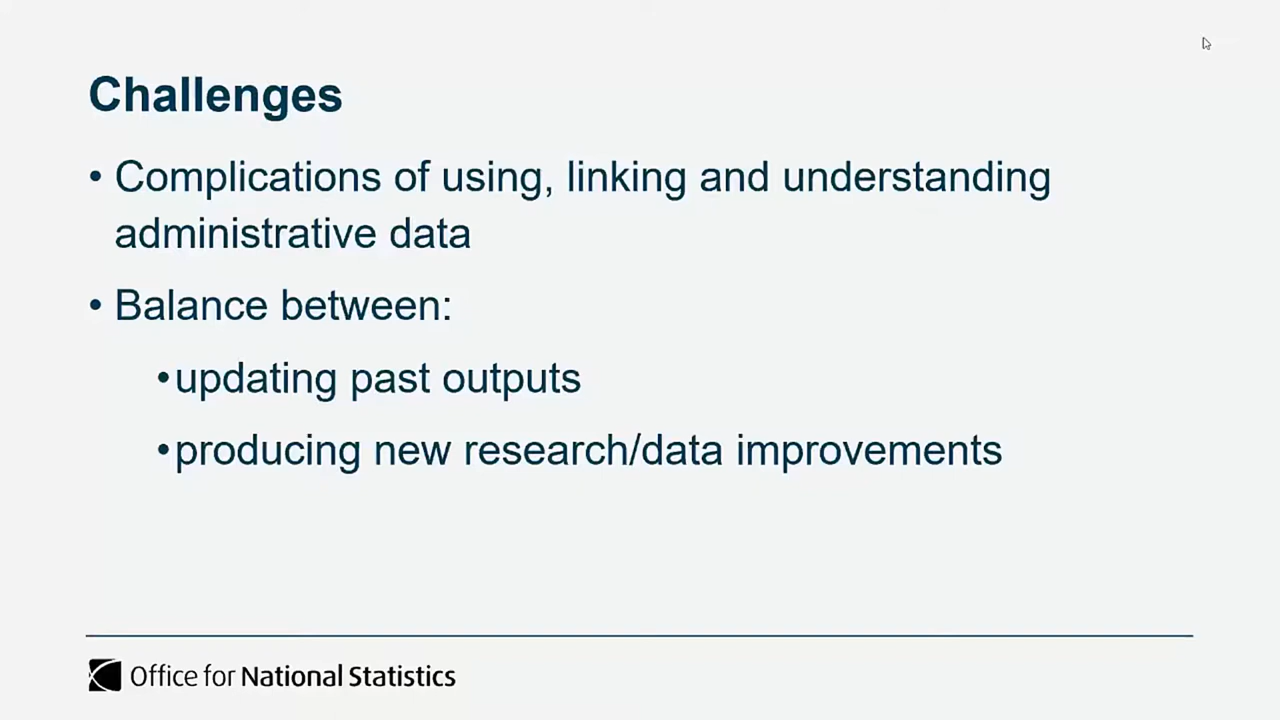 Challenges
• Complications of using, linking and understanding
administrative data
• Balance between:
•updating past outputs
•producing new research/data improvements
Office for National Statistics